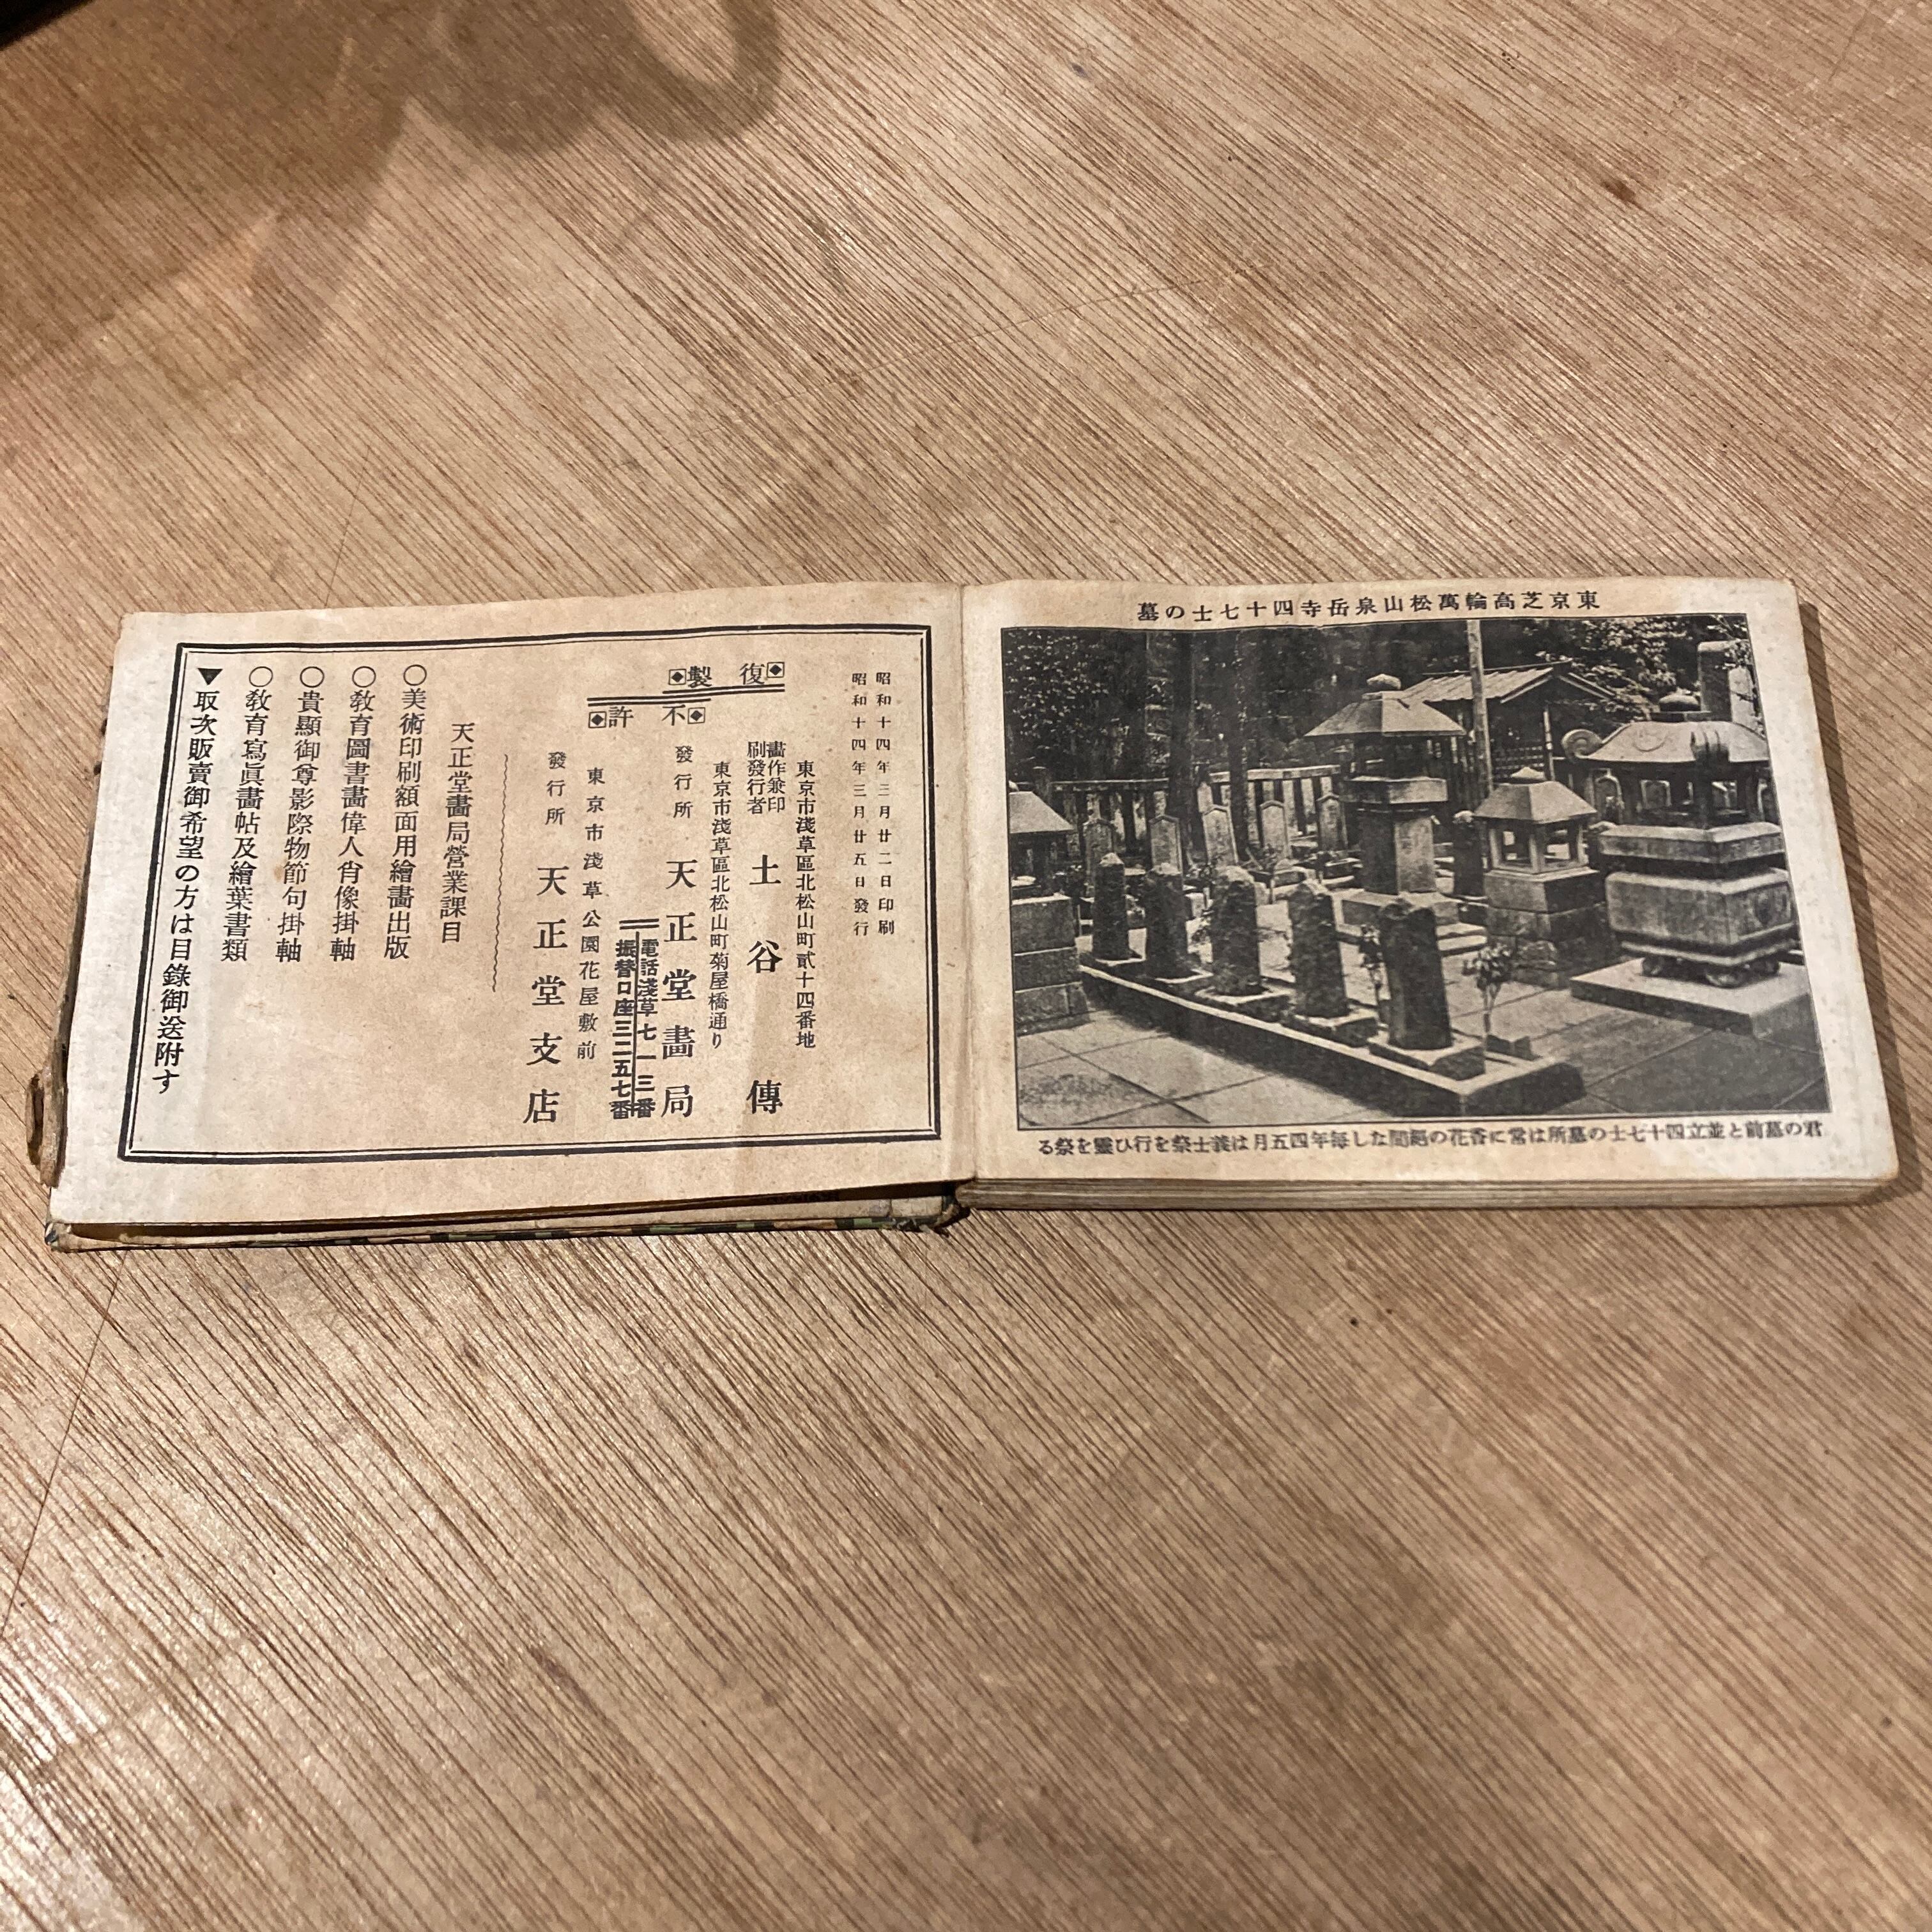 東京芝高輪萬松山泉岳寺四十七士の墓
君の墓前と並立四十七士の墓所は常に香花の絕間なし每年四五月は義士祭を行ひ靈を祭る
昭和十四年三月廿二日印刷
昭和十四年三月廿五日發行
復製
不許
東京市淺草區北松山町貳十四番地
畫作兼印
刷發行者
土谷傳
東京市淺草區北松山町菊屋橋通り
發行所 天正堂畫局
電話淺草七一三番
振替口座三二五七番
東京市淺草公園花屋敷前
發行所 天正堂支店
天正堂畫局營業課目
○美術印刷額面用繪畫出版
○敎育圖書畫偉人肖像掛軸
○貴顯御尊影際物節句掛軸
○敎育寫眞畫帖及繪葉書類
▼取次販賣御希望の方は目錄御送附す